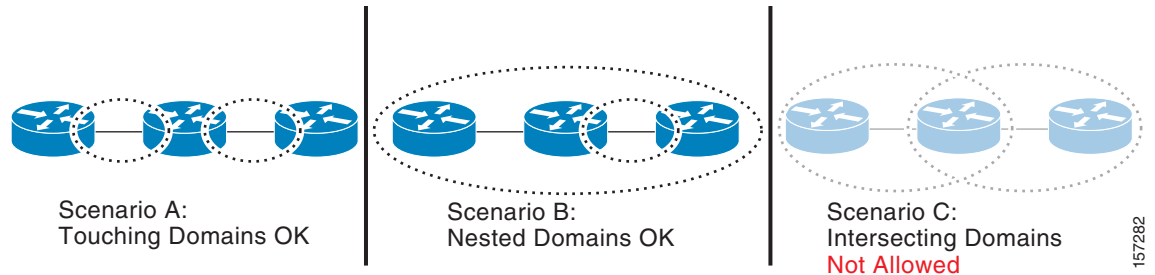 Scenario A:
Touching Domains OK
Scenario B:
Nested Domains OK
Scenario C:
Intersecting Domains
Not Allowed
157282